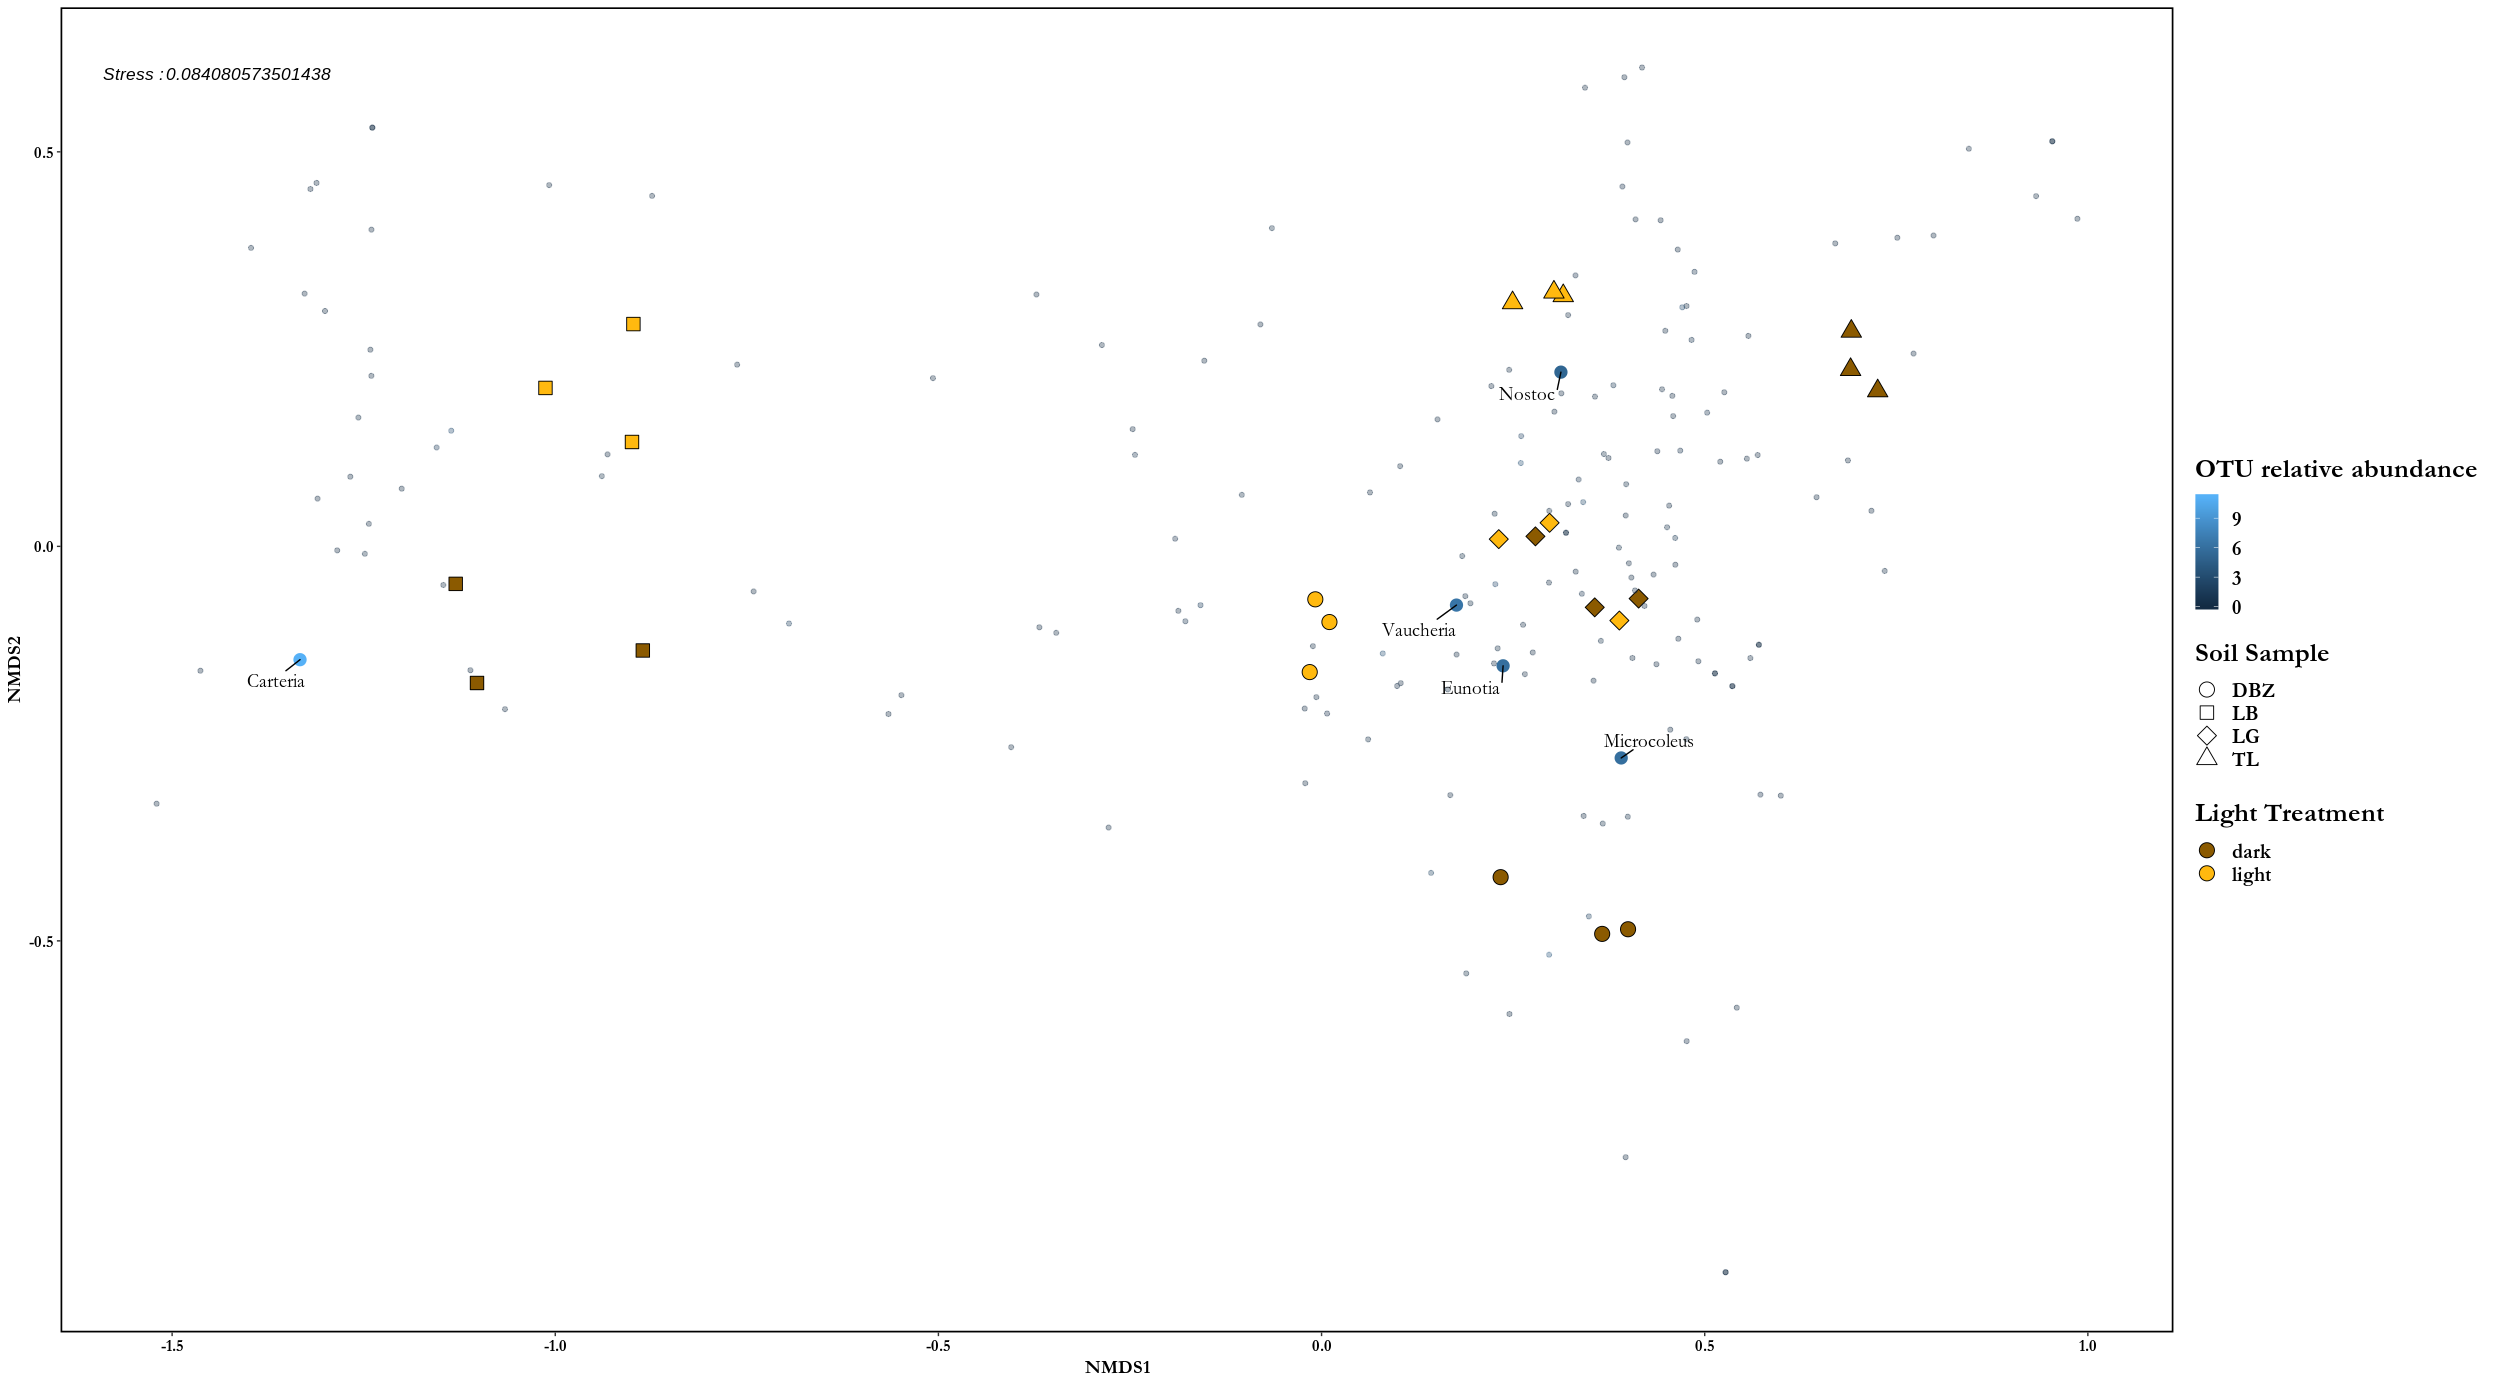 Stress : 0.084080573501438
0.5
0.0
-0.5
NMDS2
Nostoc
Vaucheria
Carteria
Eunotia
Microcoleus
-1.5
-1.0
-0.5
0.0
0.5
1.0
NMDS1
OTU relative abundance
9
6
3
0
Soil Sample
DBZ
LB
LG
TL
Light Treatment
dark
light